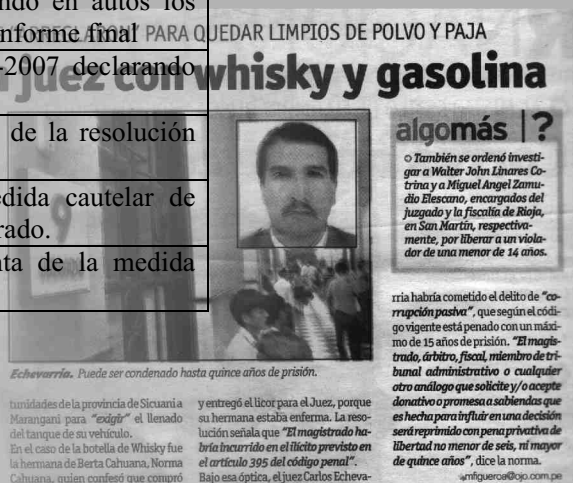 ndo en autos los
nforme final
-2007 declarando
de la resolución
edida cautelar de
rado.
ta de la medida
PARA QUEDAR LIMPIOS DE POLVO Y PAJA
juez con whisky y gasolina
algomás ?
También se ordenó investi-
gar a Walter John Linares Co-
trina y a Miguel Angel Zamu-
dio Elescano, encargados del
juzgado y la fiscalía de Rioja,
en San Martín, respectiva-
mente, por liberar a un viola-
dor de una menor de 14 años.
Echevarría. Puede ser condenado hasta quince años de prisión.
tunidades de la provincia de Sicuani a
Marangani para "exigir" el llenado
del tanque de su vehículo.
En el caso de la botella de Whisky fue
la hermana de Berta Cahuana, Norma
Cahuana, quien confesó que compró
y entregó el licor para el Juez, porque
su hermana estaba enferma. La reso-
lución señala que "El magistrado ha-
bría incurrido en el ilícito previsto en
el artículo 395 del código penal".
Bajo esa óptica, el juez Carlos Echeva-
rria habría cometido el delito de "co-
rrupción pasiva", que según el códi-
go vigente está penado con un máxi-
mo de 15 años de prisión. "El magis-
trado, árbitro, fiscal, miembro de tri-
bunal administrativo o cualquier
otro análogo que solicite y/o acepte
donativo o promesa a sabiendas que
es hecha para influir en una decisión
será reprimido con pena privativa de
libertad no menor de seis, ni mayor
de quince años", dice la norma.
mfigueroa@ojo.com.pe